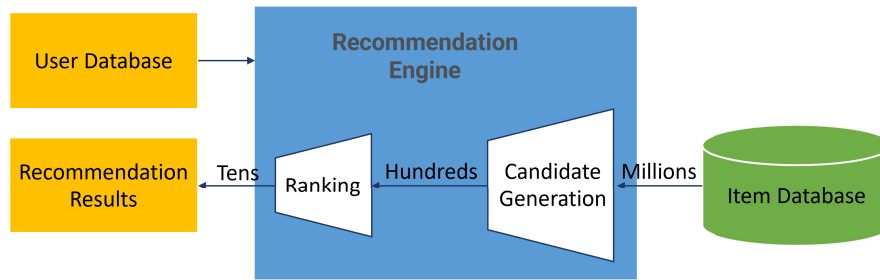 User Database
Recommendation
Engine
Recommendation
Results
Tens
Ranking
Hundreds
Candidate
Generation
Millions
Item Database